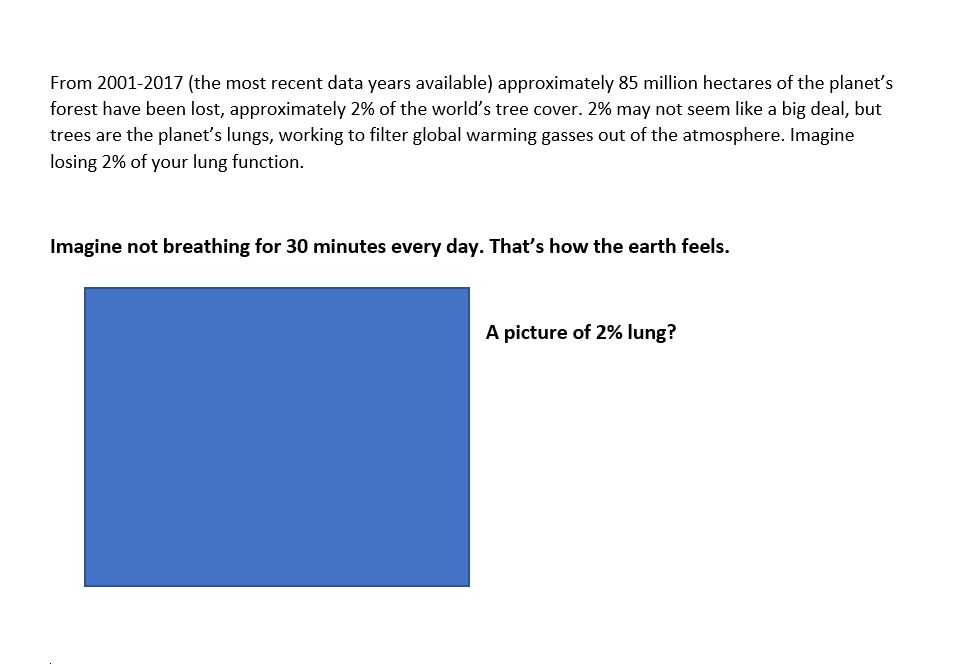 From 2001-2017 (the most recent data years available) approximately 85 million hectares of the planet’s
forest have been lost, approximately 2% of the world’s tree cover. 2% may not seem like a big deal, but
trees are the planet’s lungs, working to filter global warming gasses out of the atmosphere. Imagine
losing 2% of your lung function.
Imagine not breathing for 30 minutes every day. That’s how the earth feels.
A picture of 2% lung?